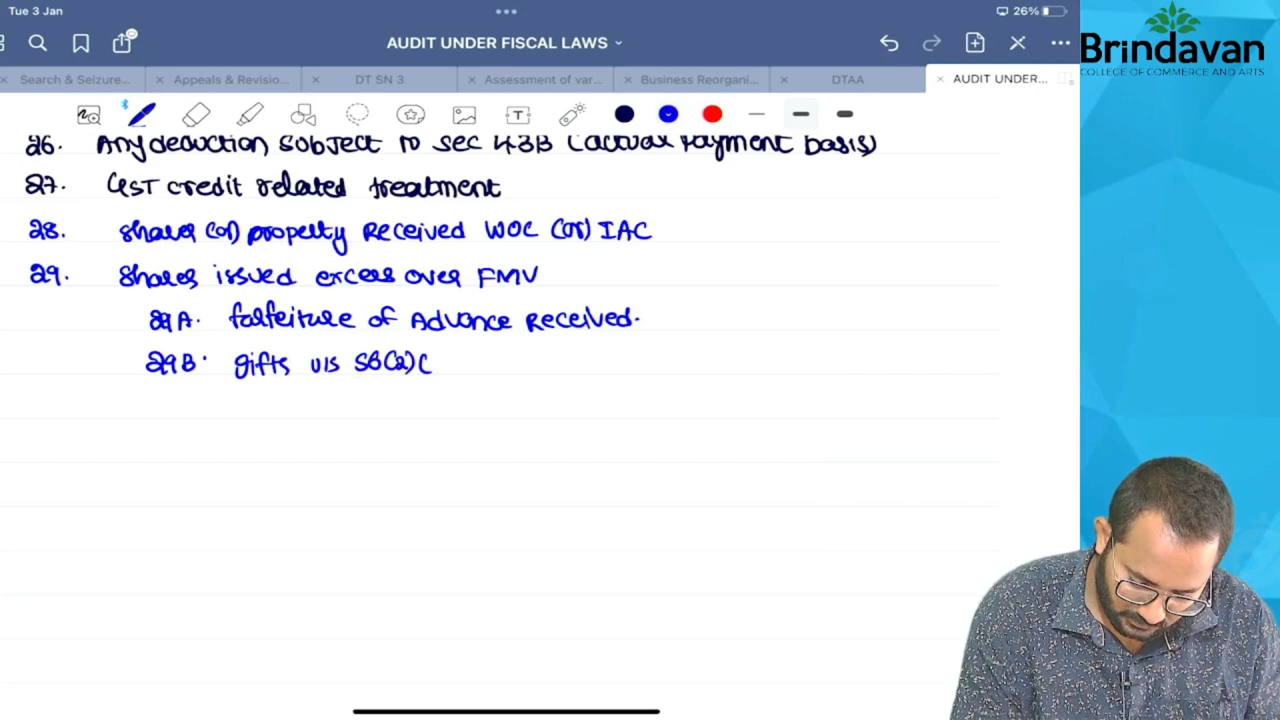 Tue 3 Jan
26%
AUDIT UNDER FISCAL LAWS
Search & Seizure...
Appeals & Revisio...
DT SN 3
Assessment of var...
Business Reorgani...
DTAA
AUDIT UNDER...
Brindavan
COLLEGE OF COMMERCE AND ARTS
26. Any deduction subject to sec 43B (actual payment basis)
27. GST credit related treatment
28. Shares (or) property Received WOC (or) IAC
29. Shares issued excess over FMV
29A. forfeiture of Advance Received.
29B. gifts u/s 56(2)C